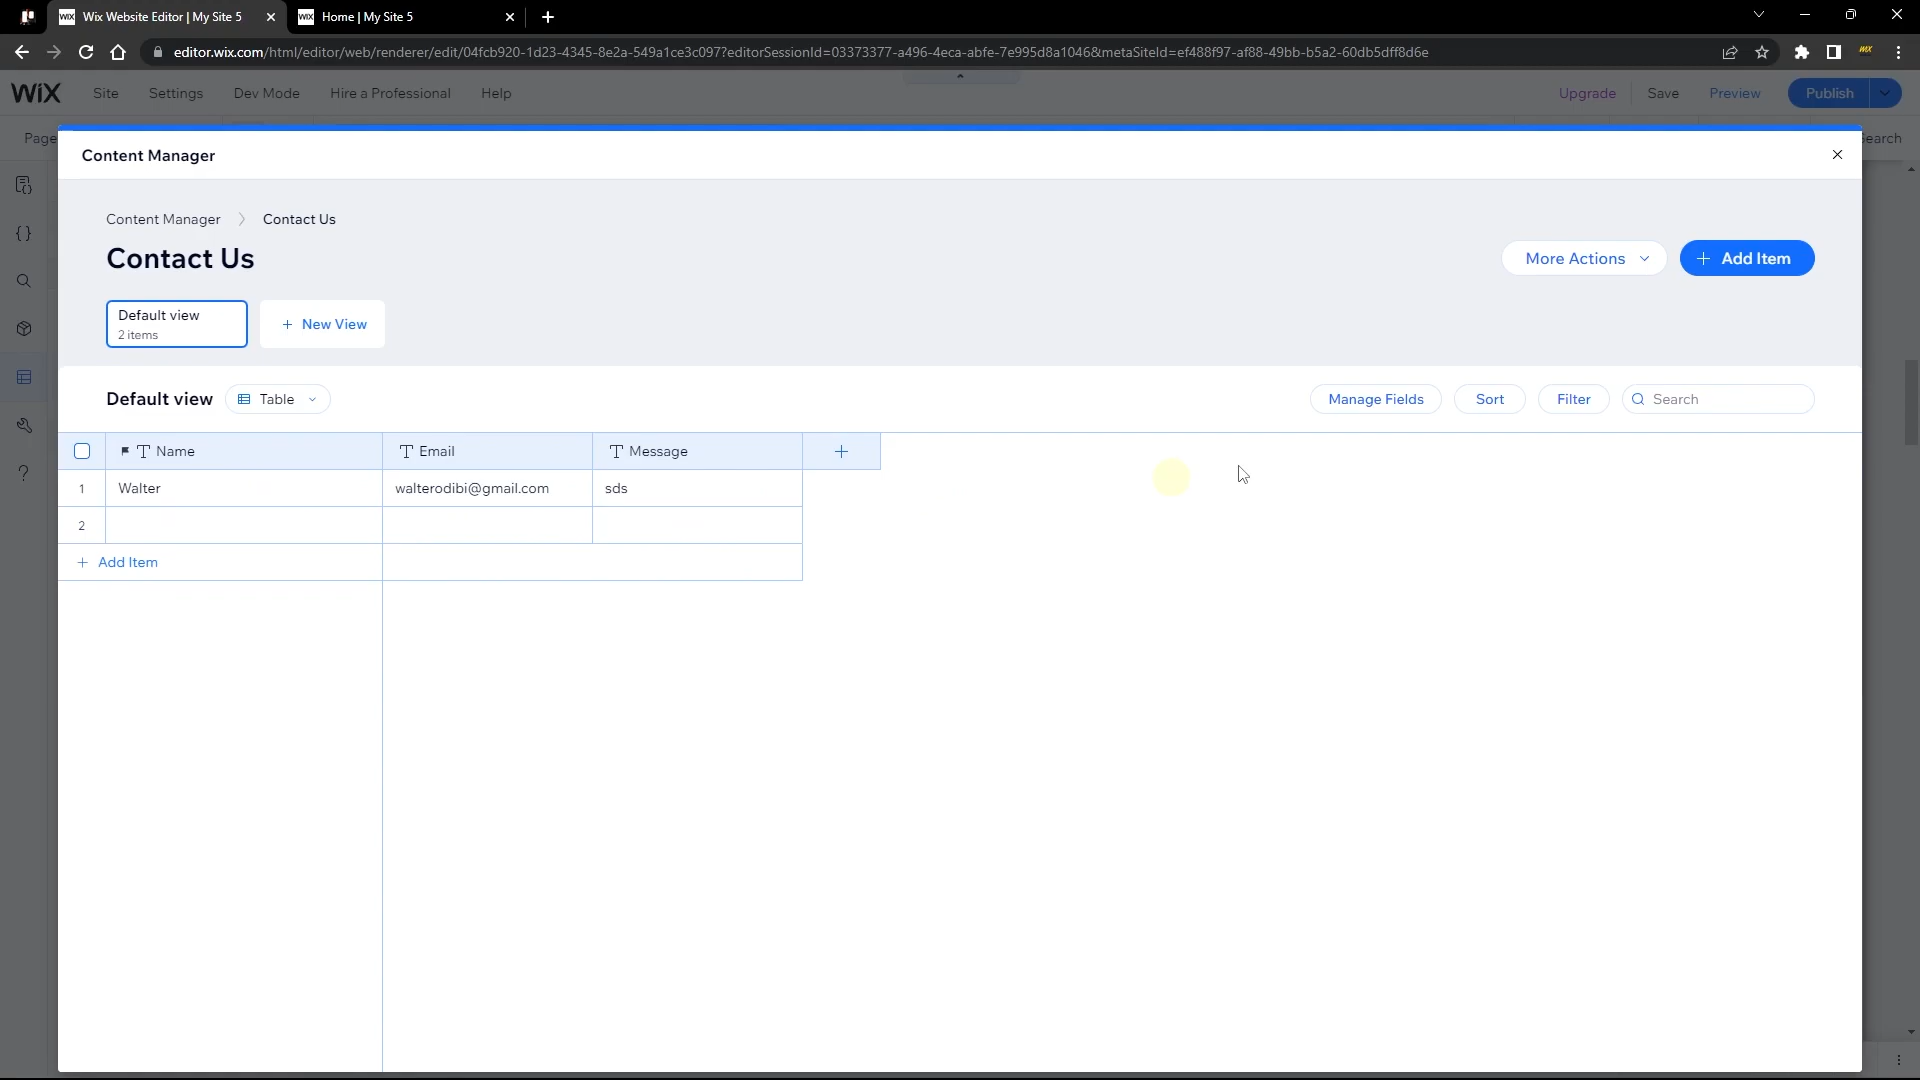 Wix Website Editor | My Site 5
Home | My Site 5
editor.wix.com/html/editor/web/renderer/edit/04fcb920-1d23-4345-8e2a-549a1ce3c097?editorSessionId=03373377-a496-4eca-abfe-7e995d8a1046&metaSiteId=ef488f97-af88-49bb-b5a2-60db5dff8d6e
WiX Site Settings Dev Mode Hire a Professional Help Upgrade Save Preview Publish
Page Search
Content Manager
Content Manager > Contact Us
Contact Us
More Actions + Add Item
Default view
2 items
+ New View
Default view Table Manage Fields Sort Filter Search
Name Email Message +
1 Walter walterodibi@gmail.com sds
2
+ Add Item